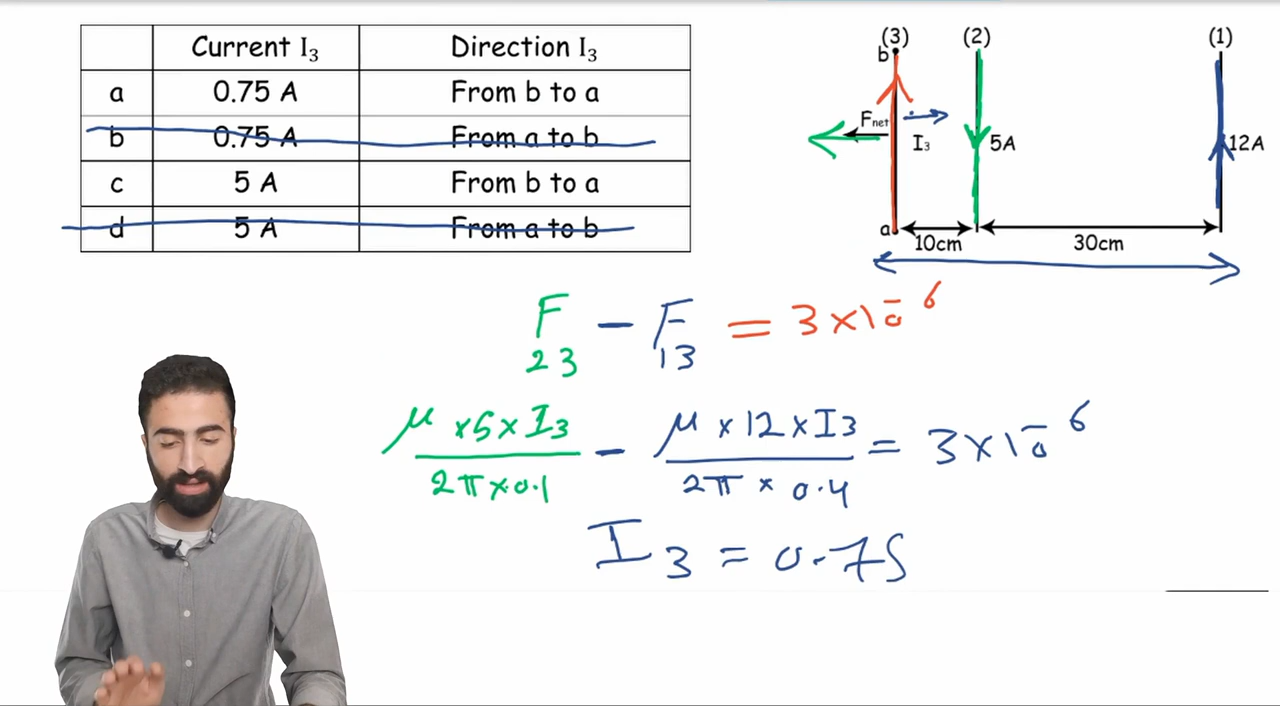 Current I₃ Direction I₃
a 0.75 A From b to a
b 0.75 A From a to b
c 5 A From b to a
d 5 A From a to b
(3) (2) (1)
b
Fnet I₃ 5A 12A
a
10cm 30cm
F₂₃ − F₁₃ = 3×10⁻⁶
μ×5×I₃ / 2π×0.1 − μ×12×I₃ / 2π×0.4 = 3×10⁻⁶
I₃ = 0.75